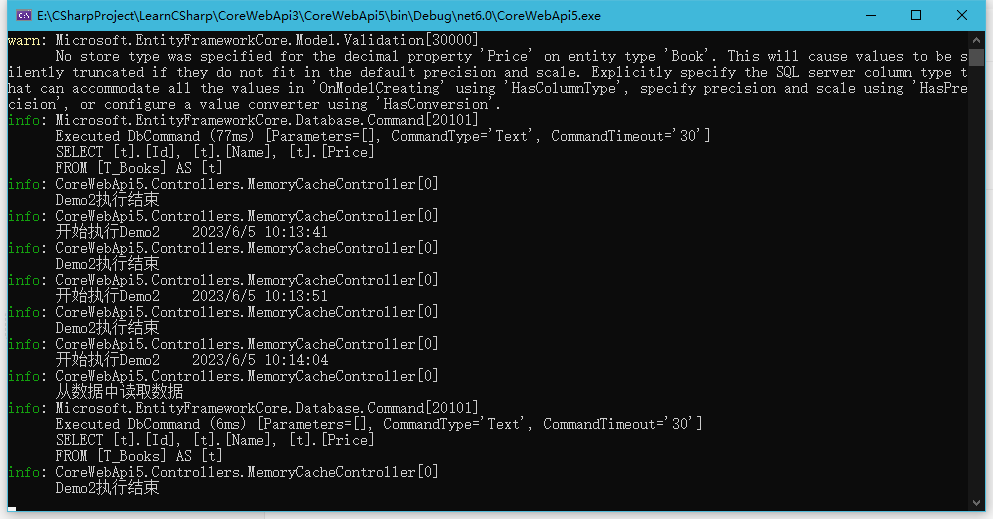 E:\CSharpProject\LearnCSharp\CoreWebApi3\CoreWebApi5\bin\Debug\net6.0\CoreWebApi5.exe
warn: Microsoft.EntityFrameworkCore.Model.Validation[30000]
No store type was specified for the decimal property 'Price' on entity type 'Book'. This will cause values to be s
ilently truncated if they do not fit in the default precision and scale. Explicitly specify the SQL server column type t
hat can accommodate all the values in 'OnModelCreating' using 'HasColumnType', specify precision and scale using 'HasPre
cision', or configure a value converter using 'HasConversion'.
info: Microsoft.EntityFrameworkCore.Database.Command[20101]
Executed DbCommand (77ms) [Parameters=[], CommandType='Text', CommandTimeout='30']
SELECT [t].[Id], [t].[Name], [t].[Price]
FROM [T_Books] AS [t]
info: CoreWebApi5.Controllers.MemoryCacheController[0]
Demo2执行结束
info: CoreWebApi5.Controllers.MemoryCacheController[0]
开始执行Demo2    2023/6/5 10:13:41
info: CoreWebApi5.Controllers.MemoryCacheController[0]
Demo2执行结束
info: CoreWebApi5.Controllers.MemoryCacheController[0]
开始执行Demo2    2023/6/5 10:13:51
info: CoreWebApi5.Controllers.MemoryCacheController[0]
Demo2执行结束
info: CoreWebApi5.Controllers.MemoryCacheController[0]
开始执行Demo2    2023/6/5 10:14:04
info: CoreWebApi5.Controllers.MemoryCacheController[0]
从数据中读取数据
info: Microsoft.EntityFrameworkCore.Database.Command[20101]
Executed DbCommand (6ms) [Parameters=[], CommandType='Text', CommandTimeout='30']
SELECT [t].[Id], [t].[Name], [t].[Price]
FROM [T_Books] AS [t]
info: CoreWebApi5.Controllers.MemoryCacheController[0]
Demo2执行结束